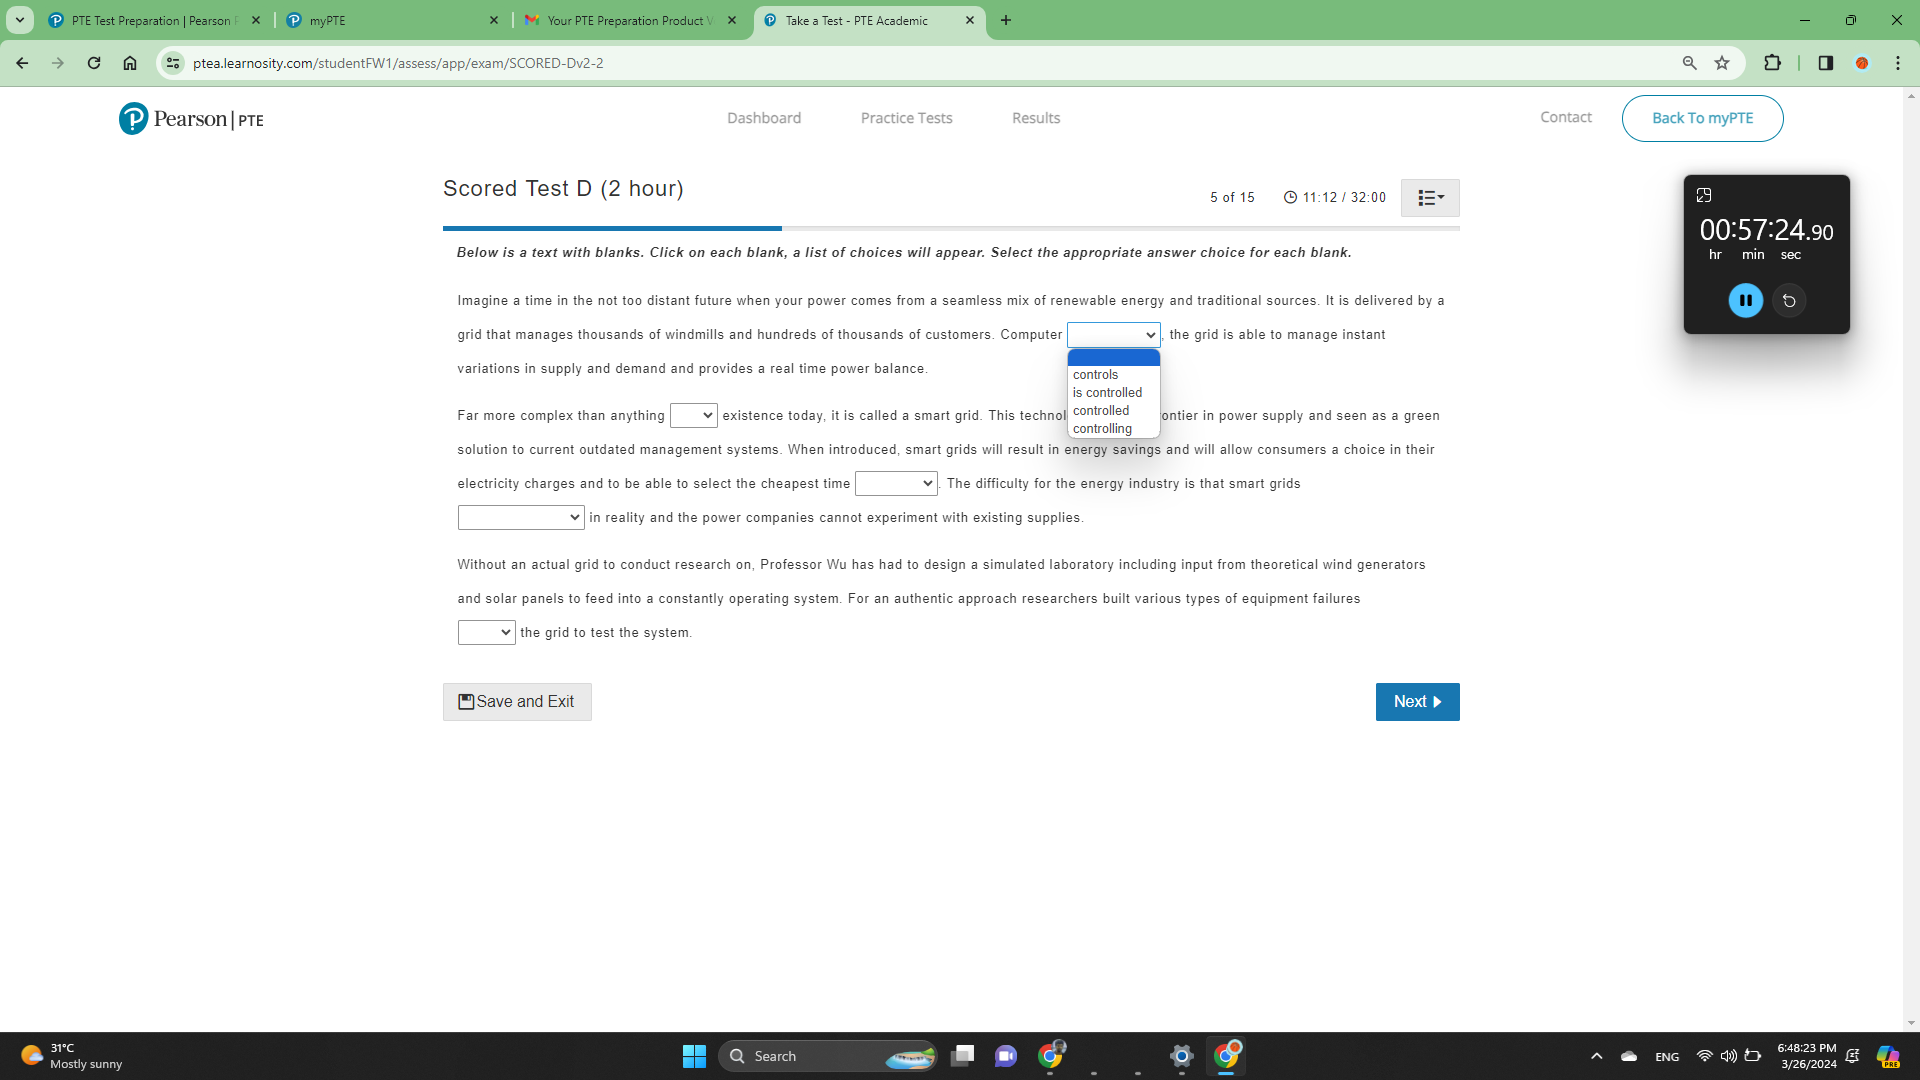 PTE Test Preparation | Pearson P
myPTE
Your PTE Preparation Product V
Take a Test - PTE Academic
ptea.learnosity.com/studentFW1/assess/app/exam/SCORED-Dv2-2
Pearson | PTE
Dashboard
Practice Tests
Results
Contact
Back To myPTE
Scored Test D (2 hour)
5 of 15
11:12 / 32:00
00:57:24.90
hr min sec
Below is a text with blanks. Click on each blank, a list of choices will appear. Select the appropriate answer choice for each blank.
Imagine a time in the not too distant future when your power comes from a seamless mix of renewable energy and traditional sources. It is delivered by a
grid that manages thousands of windmills and hundreds of thousands of customers. Computer , the grid is able to manage instant
variations in supply and demand and provides a real time power balance.
controls
is controlled
controlled
controlling
Far more complex than anything existence today, it is called a smart grid. This technol ontier in power supply and seen as a green
solution to current outdated management systems. When introduced, smart grids will result in energy savings and will allow consumers a choice in their
electricity charges and to be able to select the cheapest time . The difficulty for the energy industry is that smart grids
in reality and the power companies cannot experiment with existing supplies.
Without an actual grid to conduct research on, Professor Wu has had to design a simulated laboratory including input from theoretical wind generators
and solar panels to feed into a constantly operating system. For an authentic approach researchers built various types of equipment failures
the grid to test the system.
Save and Exit
Next
31°C
Mostly sunny
Search
ENG
6:48:23 PM
3/26/2024
PRE